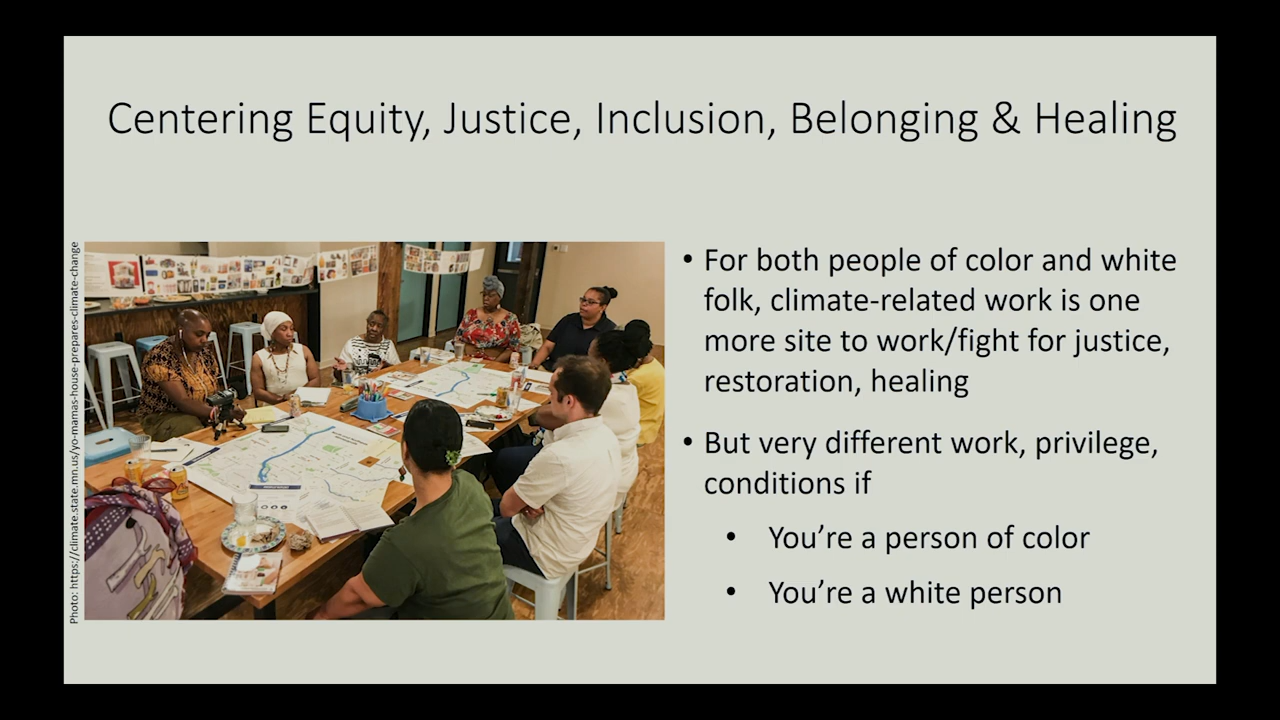 Centering Equity, Justice, Inclusion, Belonging & Healing
Photo: https://climate.state.mn.us/yo-mamas-house-prepares-climate-change
• For both people of color and white
folk, climate-related work is one
more site to work/fight for justice,
restoration, healing
• But very different work, privilege,
conditions if
• You’re a person of color
• You’re a white person